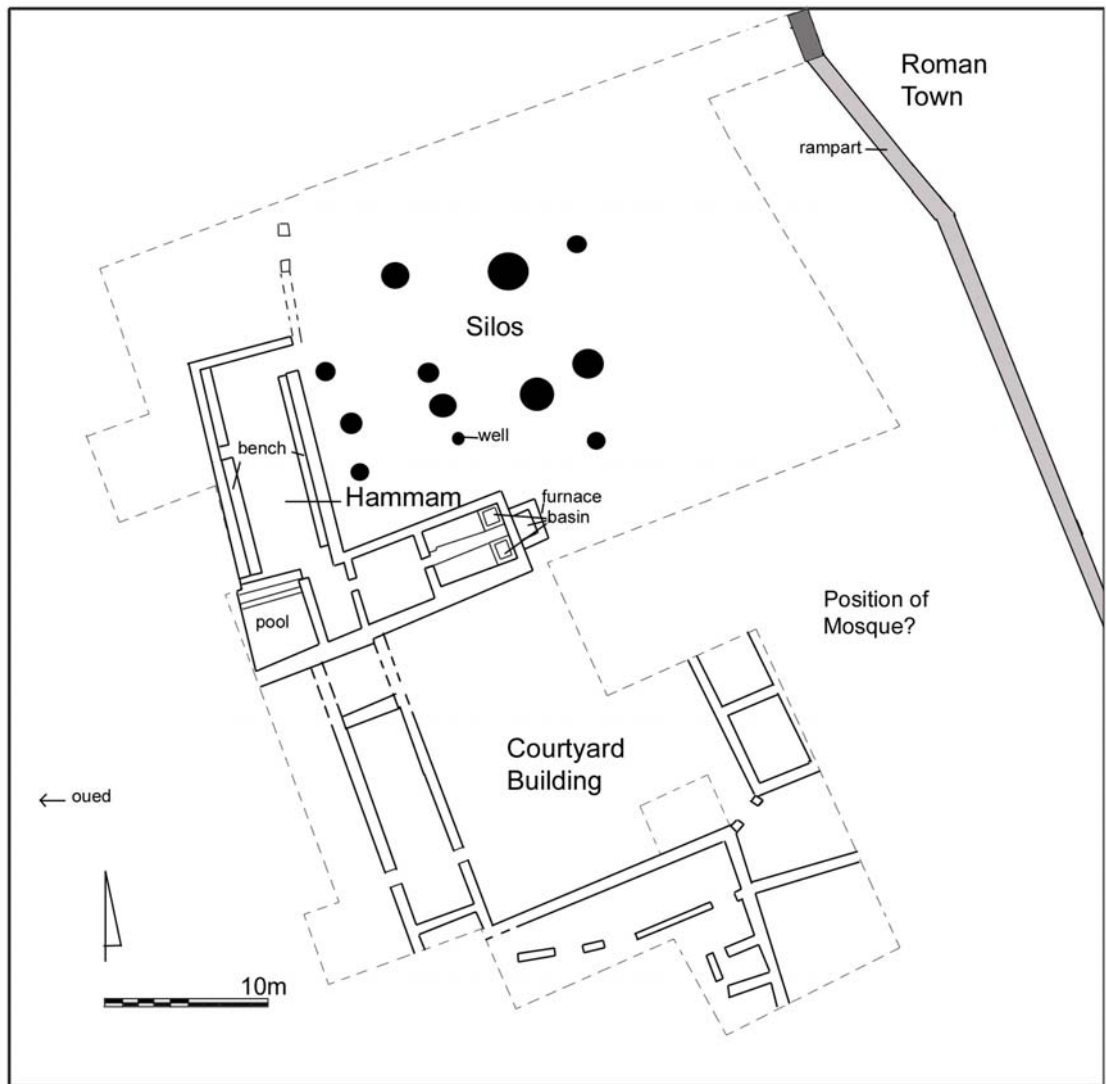 Roman
Town
rampart
Silos
well
bench
Hammam
furnace
basin
pool
Position of
Mosque?
Courtyard
Building
← oued
10m